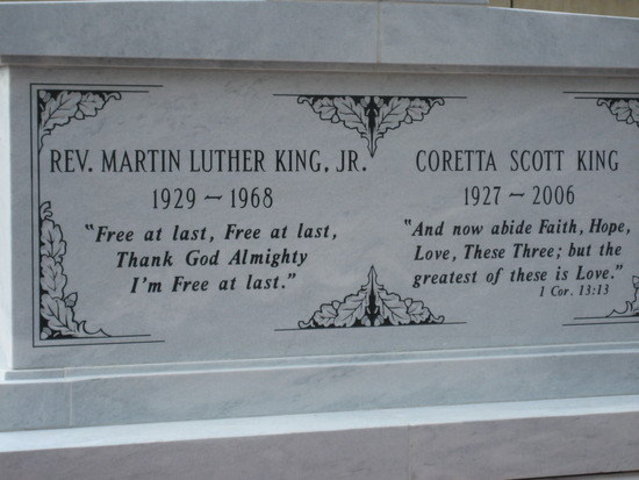 REV. MARTIN LUTHER KING, JR.
1929 ~ 1968
"Free at last, Free at last,
Thank God Almighty
I'm Free at last."
CORETTA SCOTT KING
1927 ~ 2006
"And now abide Faith, Hope,
Love, These Three; but the
greatest of these is Love."
1 Cor. 13:13